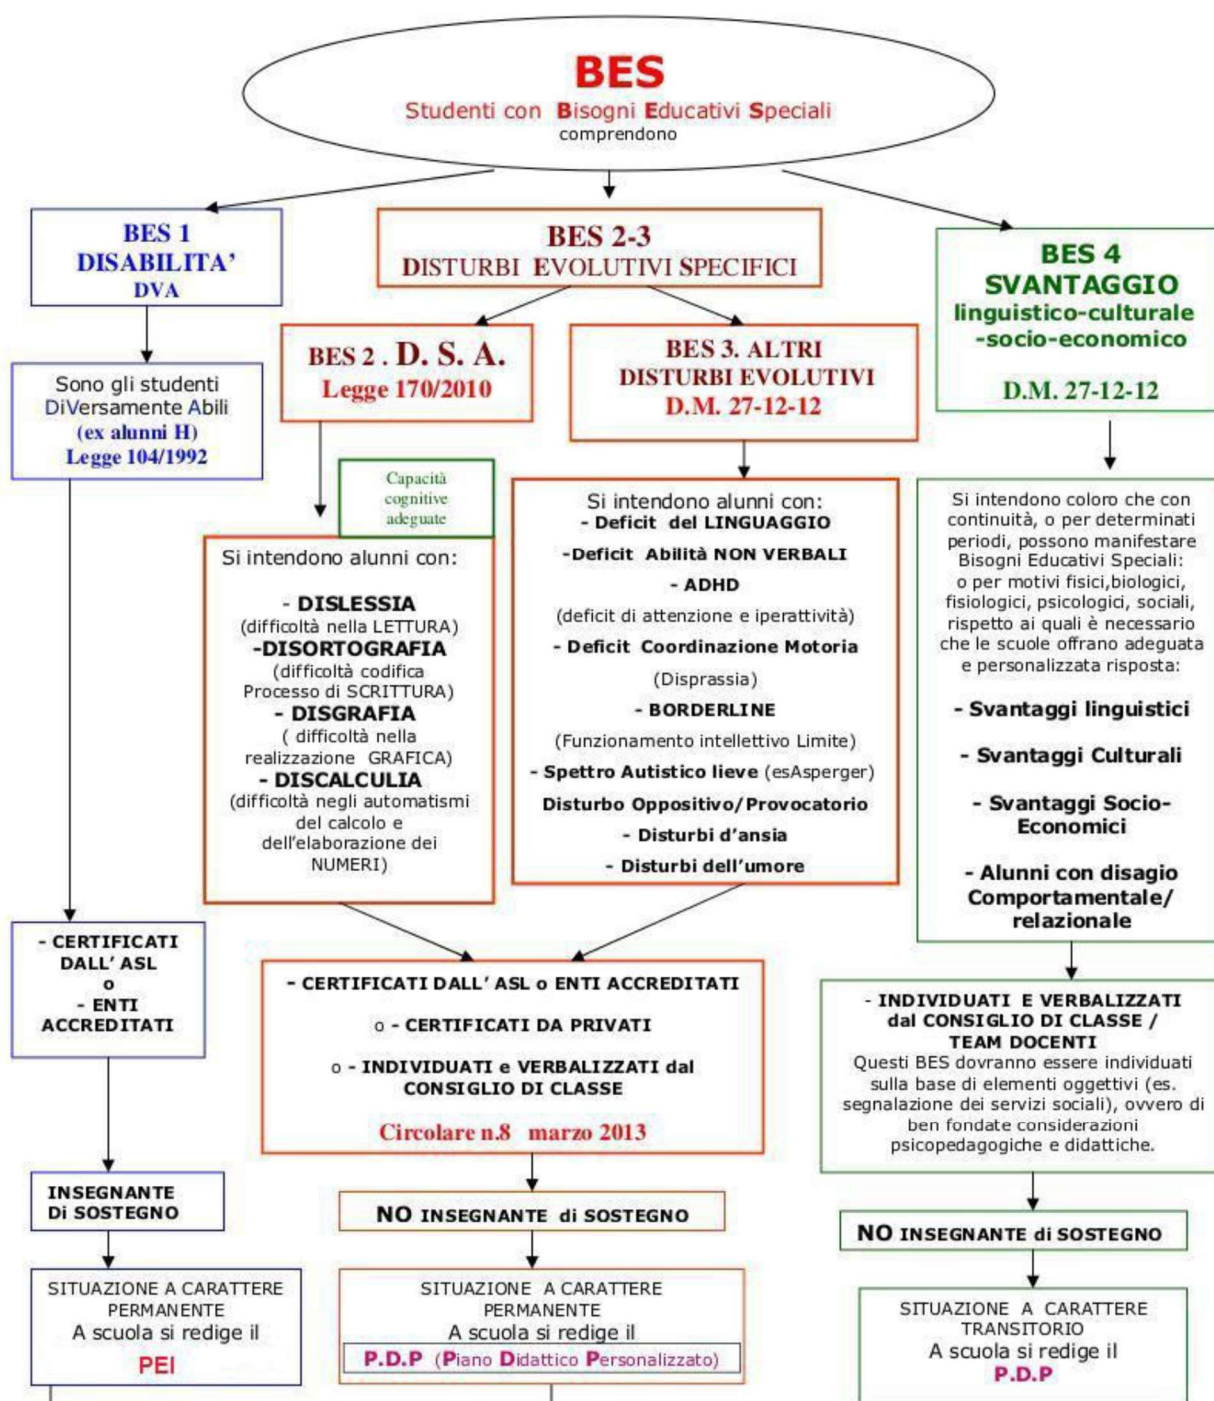 BES
Studenti con Bisogni Educativi Speciali
comprendono
BES 1
DISABILITA'
DVA
BES 2-3
DISTURBI EVOLUTIVI SPECIFICI
BES 4
SVANTAGGIO
linguistico-culturale
-socio-economico
D.M. 27-12-12
BES 2 . D. S. A.
Legge 170/2010
BES 3. ALTRI
DISTURBI EVOLUTIVI
D.M. 27-12-12
Sono gli studenti
DiVersamente Abili
(ex alunni H)
Legge 104/1992
Capacità
cognitive
adeguate
Si intendono alunni con:
- DISLESSIA
(difficoltà nella LETTURA)
-DISORTOGRAFIA
(difficoltà codifica
Processo di SCRITTURA)
- DISGRAFIA
( difficoltà nella
realizzazione GRAFICA)
- DISCALCULIA
(difficoltà negli automatismi
del calcolo e
dell'elaborazione dei
NUMERI)
Si intendono alunni con:
- Deficit del LINGUAGGIO
-Deficit Abilità NON VERBALI
- ADHD
(deficit di attenzione e iperattività)
- Deficit Coordinazione Motoria
(Disprassia)
- BORDERLINE
(Funzionamento intellettivo Limite)
- Spettro Autistico lieve (esAsperger)
Disturbo Oppositivo/Provocatorio
- Disturbi d'ansia
- Disturbi dell'umore
Si intendono coloro che con
continuità, o per determinati
periodi, possono manifestare
Bisogni Educativi Speciali:
o per motivi fisici,biologici,
fisiologici, psicologici, sociali,
rispetto ai quali è necessario
che le scuole offrano adeguata
e personalizzata risposta:
- Svantaggi linguistici
- Svantaggi Culturali
- Svantaggi Socio-
Economici
- Alunni con disagio
Comportamentale/
relazionale
- CERTIFICATI
DALL' ASL
o
- ENTI
ACCREDITATI
- CERTIFICATI DALL' ASL o ENTI ACCREDITATI
o - CERTIFICATI DA PRIVATI
o - INDIVIDUATI e VERBALIZZATI dal
CONSIGLIO DI CLASSE
Circolare n.8 marzo 2013
- INDIVIDUATI E VERBALIZZATI
dal CONSIGLIO DI CLASSE /
TEAM DOCENTI
Questi BES dovranno essere individuati
sulla base di elementi oggettivi (es.
segnalazione dei servizi sociali), ovvero di
ben fondate considerazioni
psicopedagogiche e didattiche.
INSEGNANTE
Di SOSTEGNO
NO INSEGNANTE di SOSTEGNO
NO INSEGNANTE di SOSTEGNO
SITUAZIONE A CARATTERE
PERMANENTE
A scuola si redige il
PEI
SITUAZIONE A CARATTERE
PERMANENTE
A scuola si redige il
P.D.P (Piano Didattico Personalizzato)
SITUAZIONE A CARATTERE
TRANSITORIO
A scuola si redige il
P.D.P